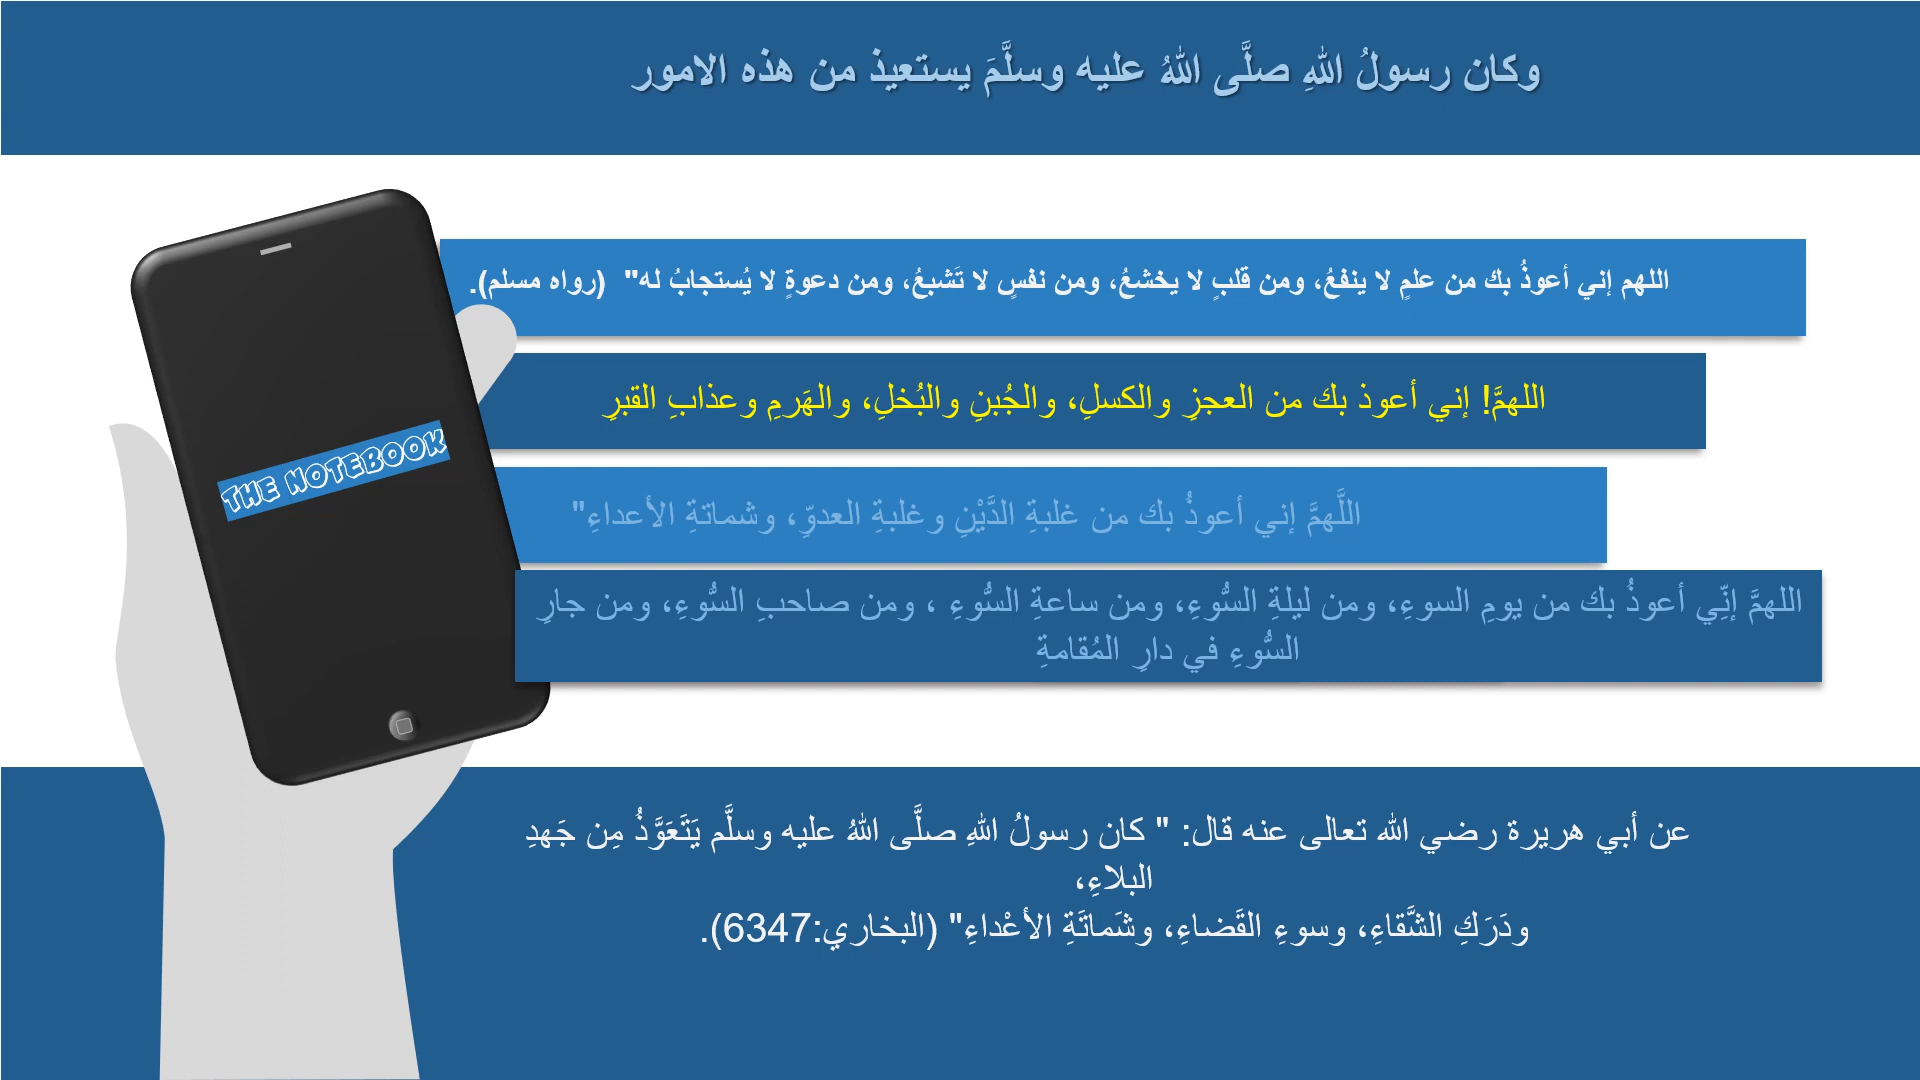 وكان رسولُ اللهِ صلَّى اللهُ عليه وسلَّمَ يستعيذ من هذه الامور
اللهم إني أعوذُ بك من علمٍ لا ينفعُ، ومن قلبٍ لا يخشعُ، ومن نفسٍ لا تَشبعُ، ومن دعوةٍ لا يُستجابُ له" (رواه مسلم).
اللهمَّ! إني أعوذ بك من العجزِ والكسلِ، والجُبنِ والبُخلِ، والهَرمِ وعذابِ القبرِ
THE NOTEBOOK
اللَّهمَّ إني أعوذُ بك من غلبةِ الدَّيْنِ وغلبةِ العدوِّ، وشماتةِ الأعداءِ"
اللهمَّ إنِّي أعوذُ بك من يومِ السوءِ، ومن ليلةِ السُّوءِ، ومن ساعةِ السُّوءِ ، ومن صاحبِ السُّوءِ، ومن جارِ
السُّوءِ في دارِ المُقامةِ
عن أبي هريرة رضي الله تعالى عنه قال: " كان رسولُ اللهِ صلَّى اللهُ عليه وسلَّم يَتَعَوَّذُ مِن جَهدِ
البلاءِ،
ودَرَكِ الشَّقاءِ، وسوءِ القَضاءِ، وشَماتَةِ الأعْداءِ" (البخاري:6347).